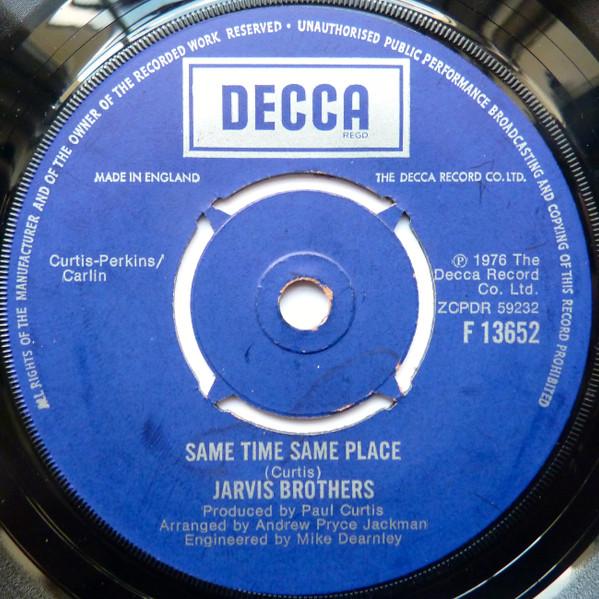 ALL RIGHTS OF THE MANUFACTURER AND OF THE OWNER OF THE RECORDED WORK RESERVED • UNAUTHORISED PUBLIC PERFORMANCE BROADCASTING AND COPYING OF THIS RECORD PROHIBITED
DECCA
REGD
MADE IN ENGLAND
THE DECCA RECORD CO. LTD.
Curtis-Perkins/
Carlin
℗ 1976 The
Decca Record
Co. Ltd.
ZCPDR 59232
F 13652
SAME TIME SAME PLACE
(Curtis)
JARVIS BROTHERS
Produced by Paul Curtis
Arranged by Andrew Pryce Jackman
Engineered by Mike Dearnley